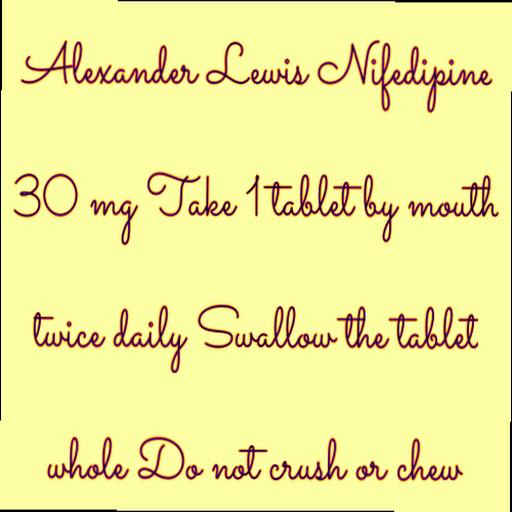 Alexander Lewis Nifedipine
30 mg Take 1 tablet by mouth
twice daily Swallow the tablet
whole Do not crush or chew